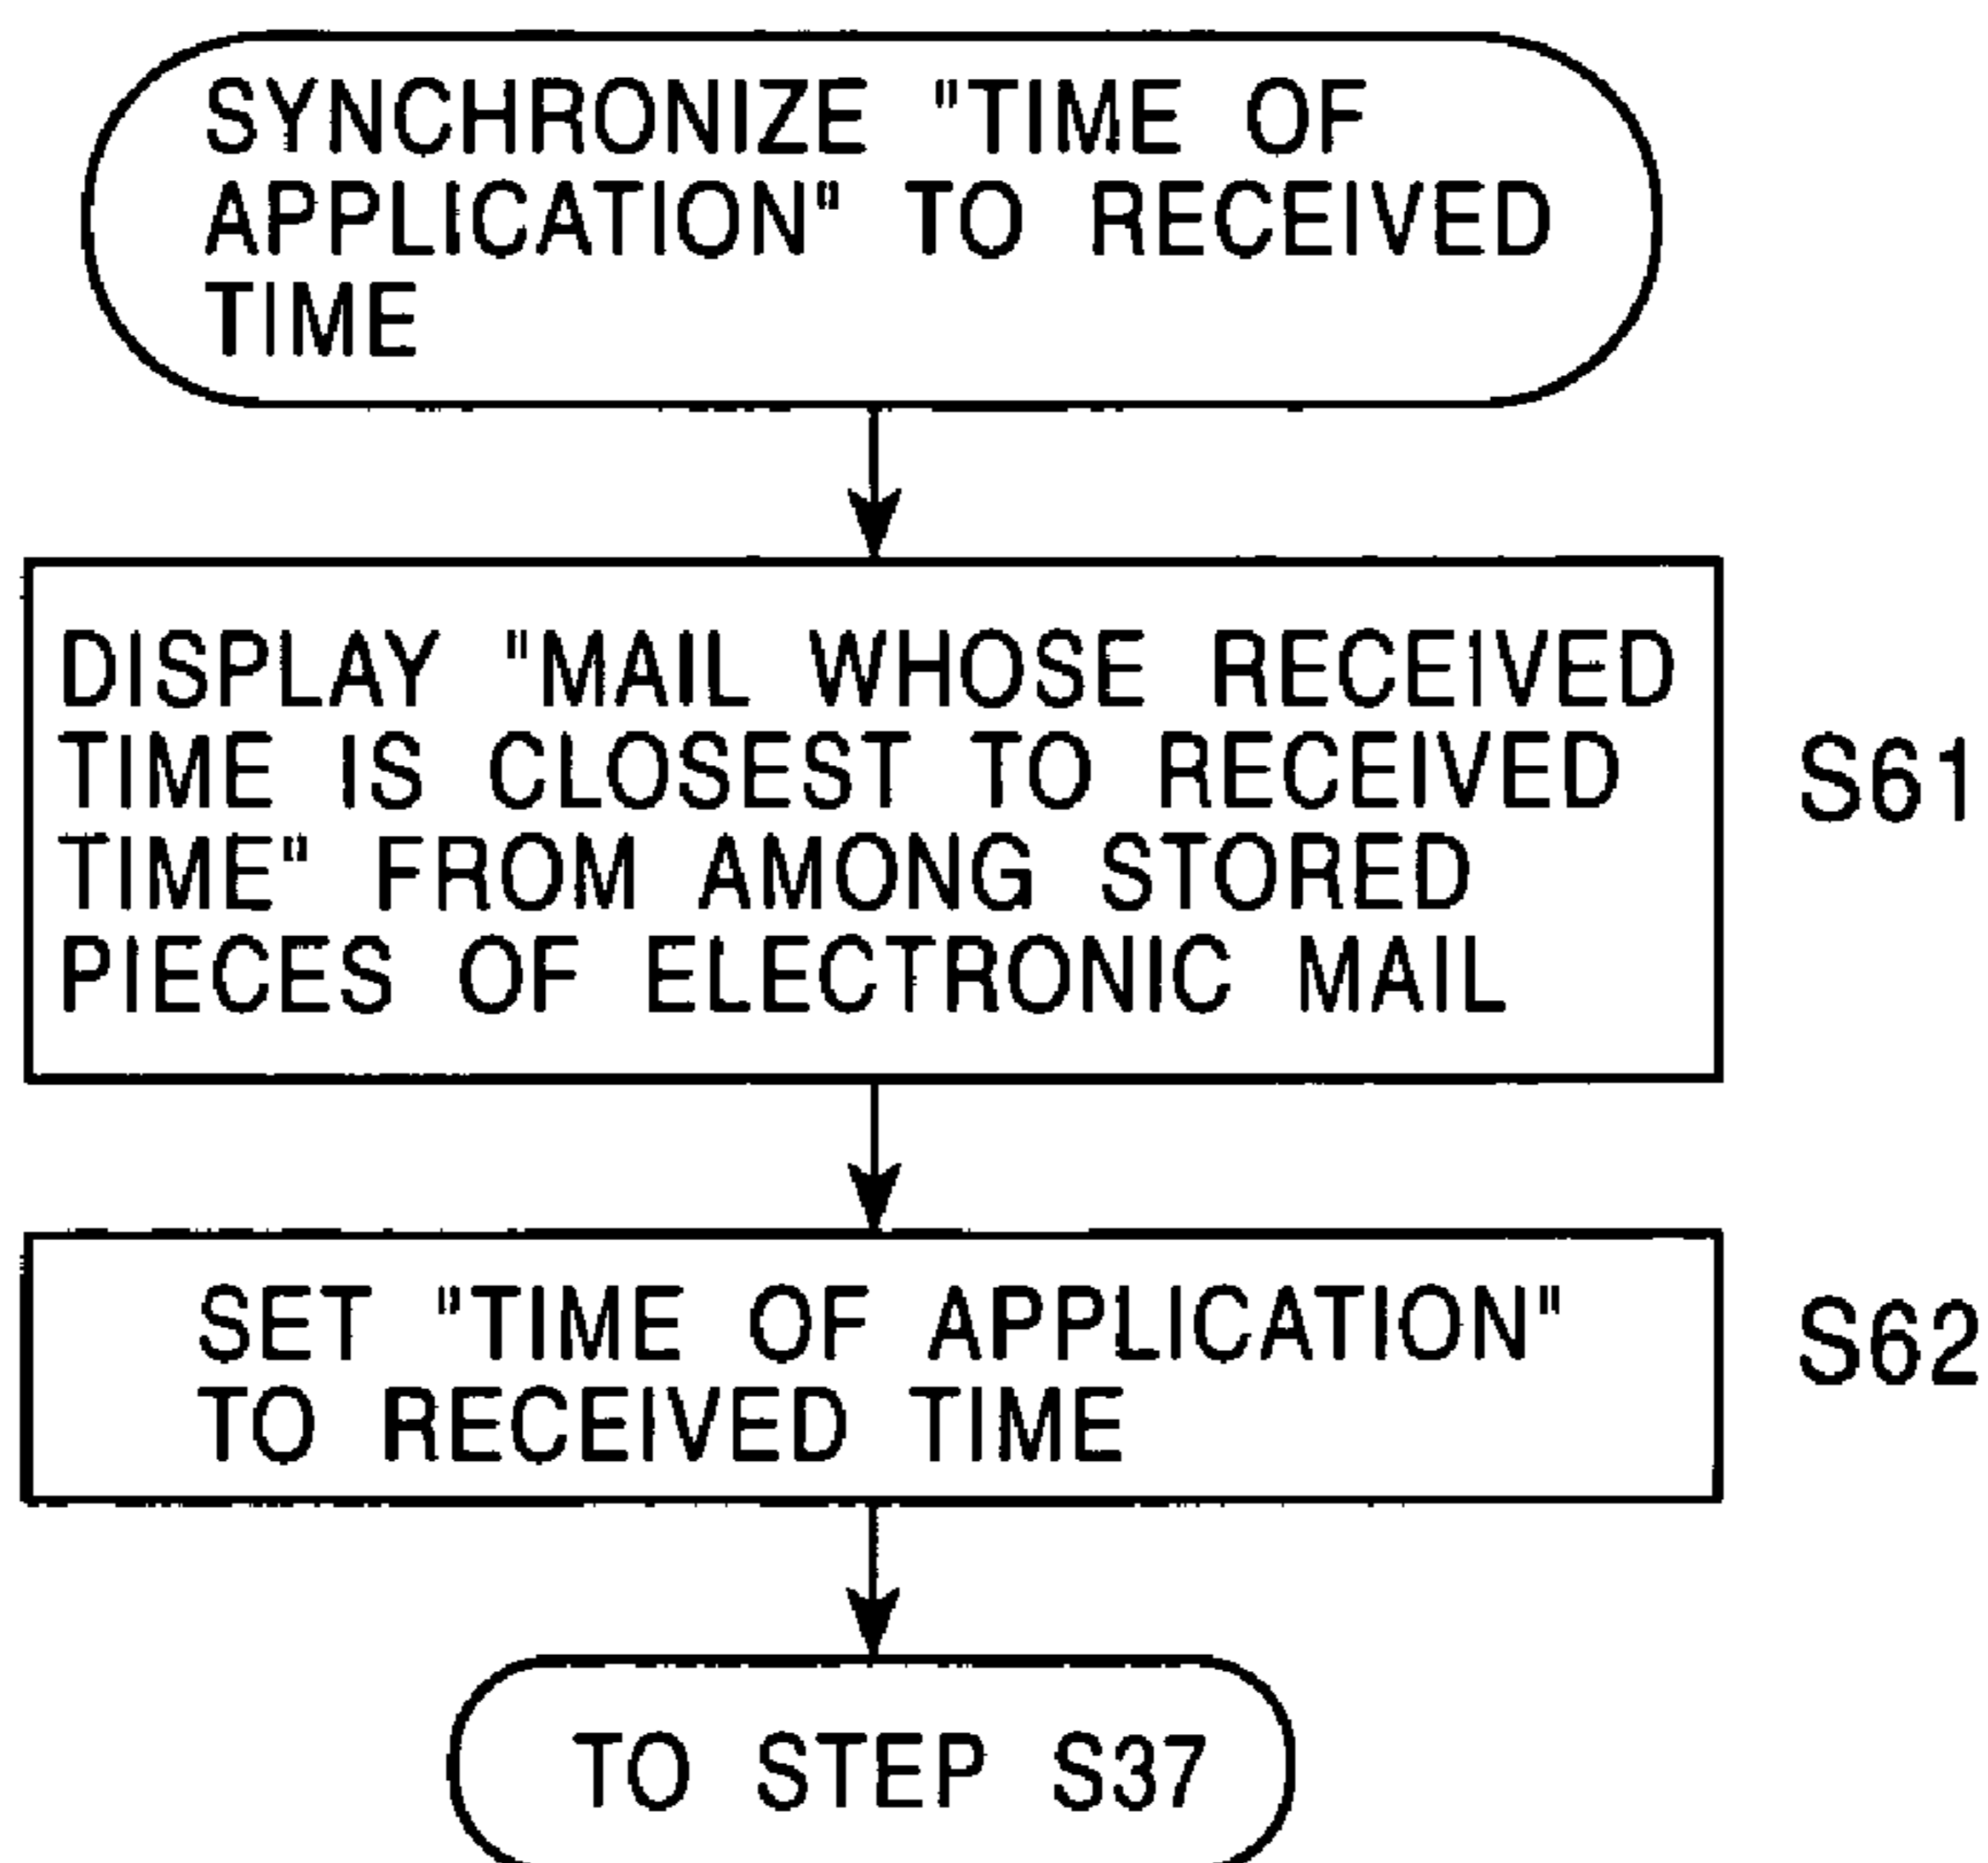 SYNCHRONIZE "TIME OF
APPLICATION" TO RECEIVED
TIME
DISPLAY "MAIL WHOSE RECEIVED
TIME IS CLOSEST TO RECEIVED
TIME" FROM AMONG STORED
PIECES OF ELECTRONIC MAIL
S61
SET "TIME OF APPLICATION"
TO RECEIVED TIME
S62
TO STEP S37